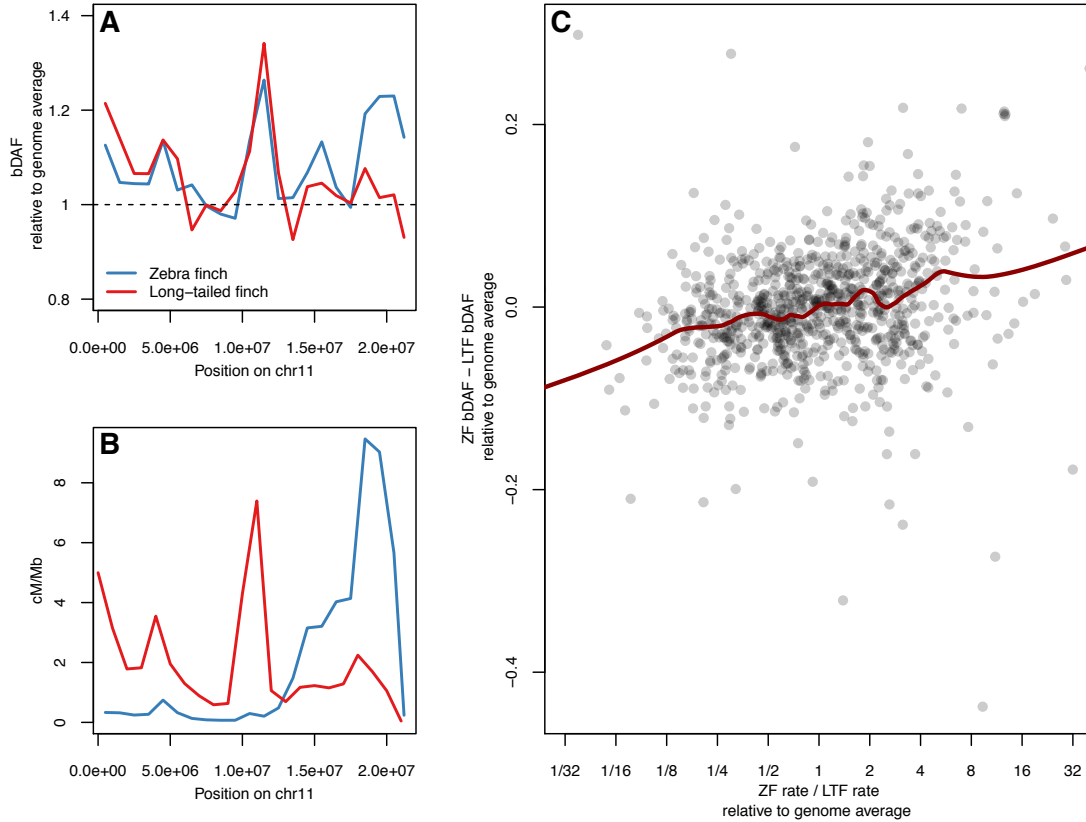 A
1.4
1.2
1
0.8
bDAF
relative to genome average
Zebra finch
Long−tailed finch
0.0e+00 5.0e+06 1.0e+07 1.5e+07 2.0e+07
Position on chr11
B
8
6
4
2
0
cM/Mb
0.0e+00 5.0e+06 1.0e+07 1.5e+07 2.0e+07
Position on chr11
C
0.2
0.0
−0.2
−0.4
ZF bDAF − LTF bDAF
relative to genome average
1/32 1/16 1/8 1/4 1/2 1 2 4 8 16 32
ZF rate / LTF rate
relative to genome average